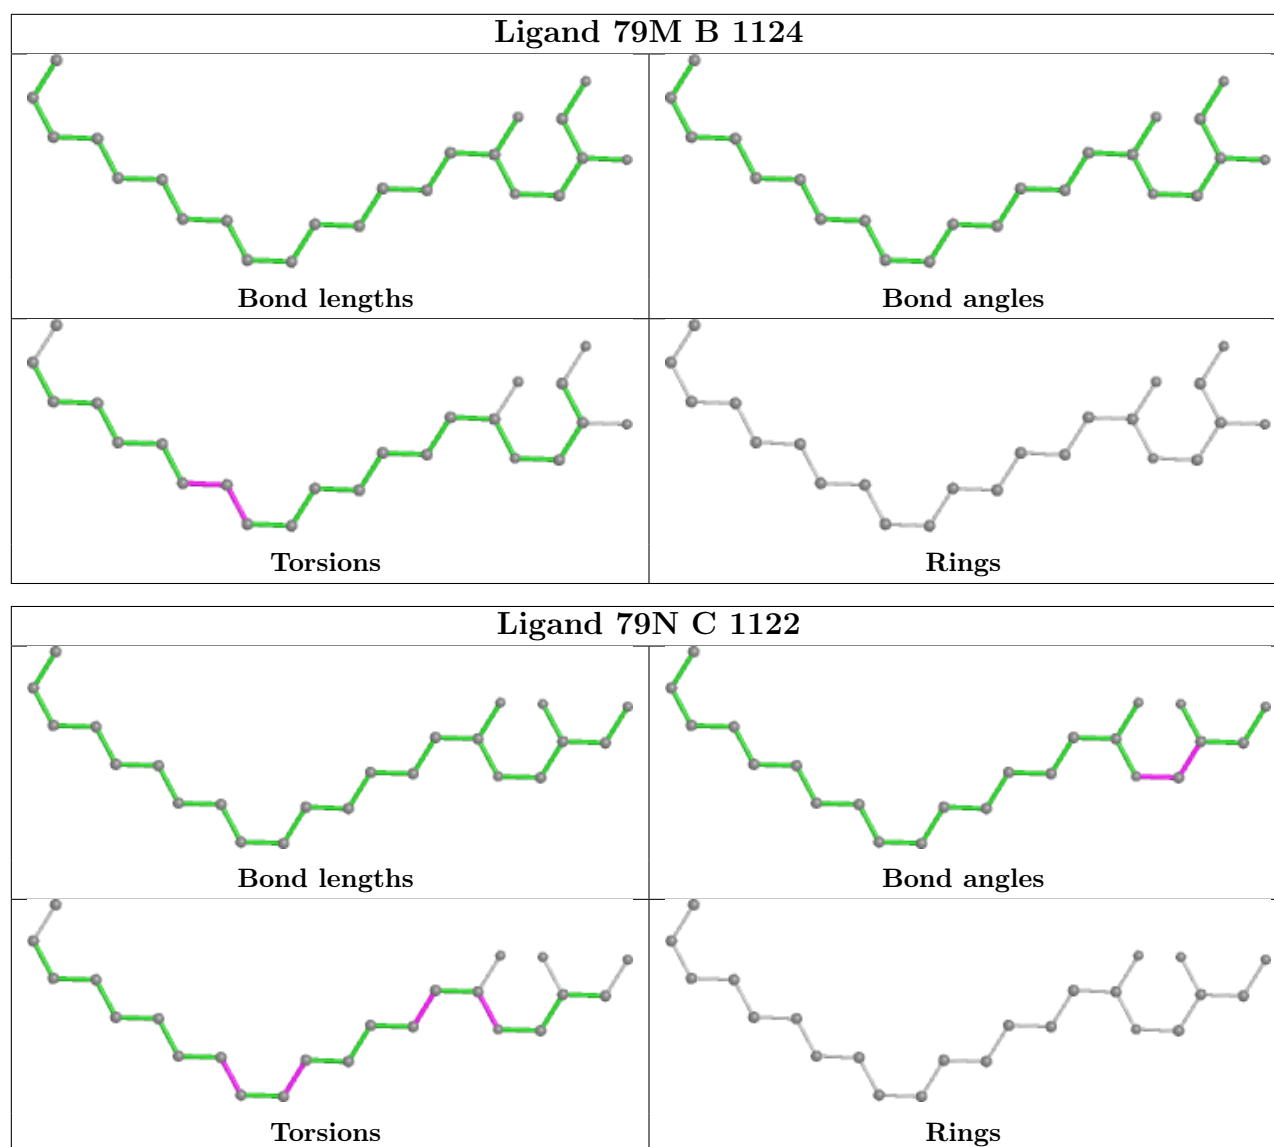 Ligand 79M B 1124
Bond lengths
Bond angles
Torsions
Rings
Ligand 79N C 1122
Bond lengths
Bond angles
Torsions
Rings